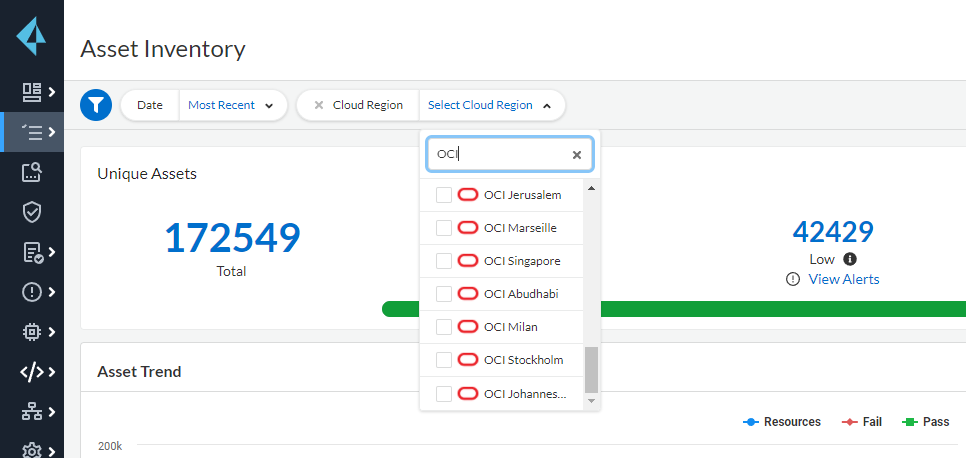 Asset Inventory
Date Most Recent Cloud Region Select Cloud Region
OCI
Unique Assets
172549
Total
OCI Jerusalem
OCI Marseille
OCI Singapore
OCI Abudhabi
OCI Milan
OCI Stockholm
OCI Johannes...
42429
Low
View Alerts
Asset Trend
Resources Fail Pass
200k